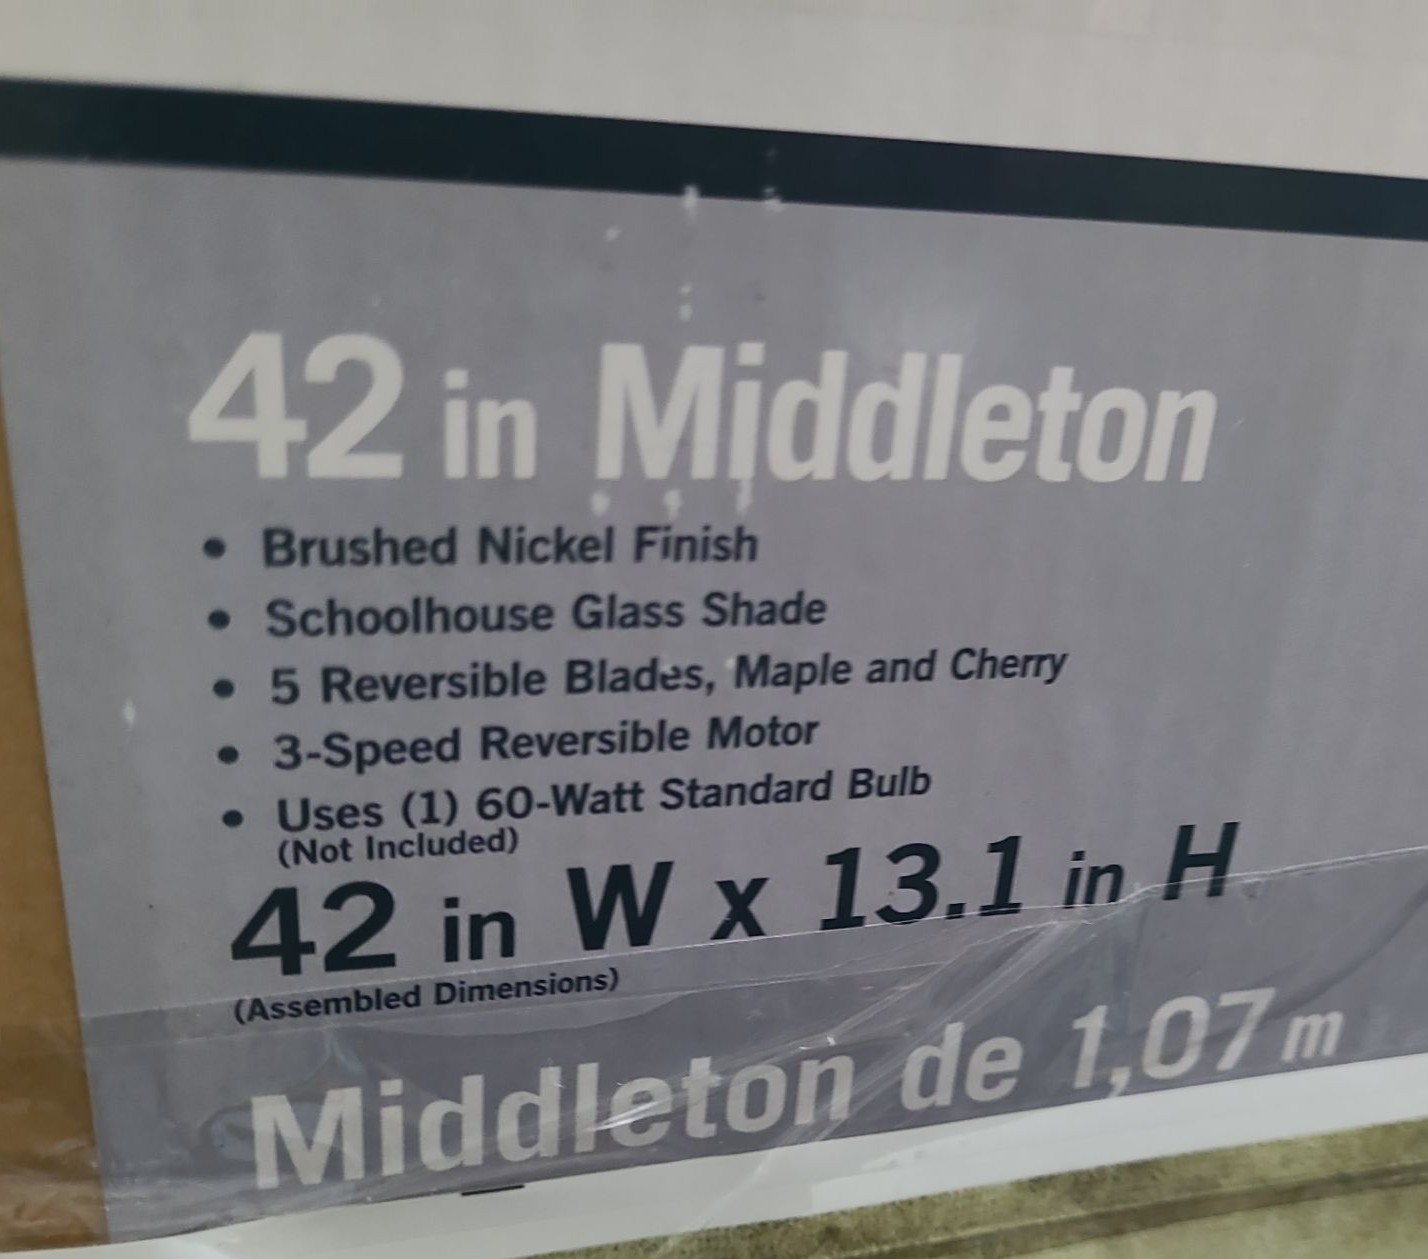 42 in Middleton
• Brushed Nickel Finish
• Schoolhouse Glass Shade
• 5 Reversible Blades, Maple and Cherry
• 3-Speed Reversible Motor
• Uses (1) 60-Watt Standard Bulb
(Not Included)
42 in W x 13.1 in H
(Assembled Dimensions)
Middleton de 1,07 m